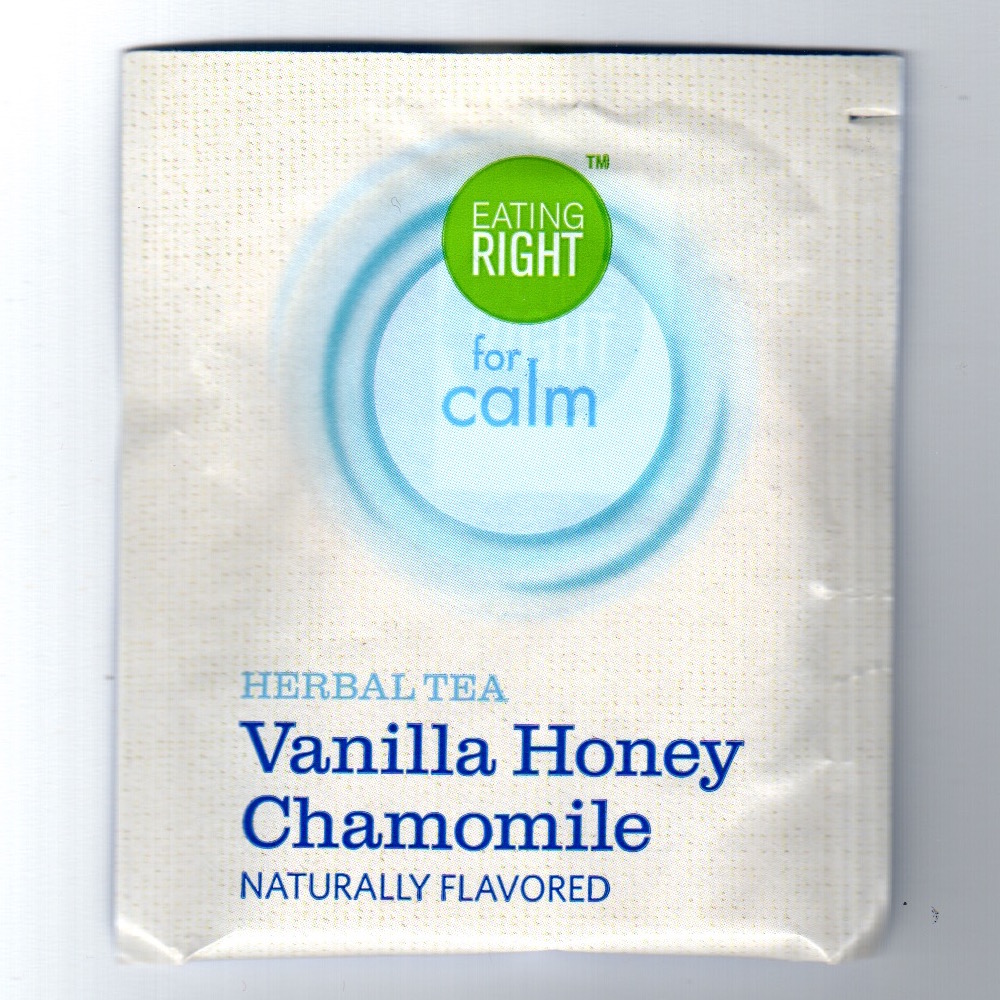 TM
EATING
RIGHT
for
calm
HERBAL TEA
Vanilla Honey
Chamomile
NATURALLY FLAVORED